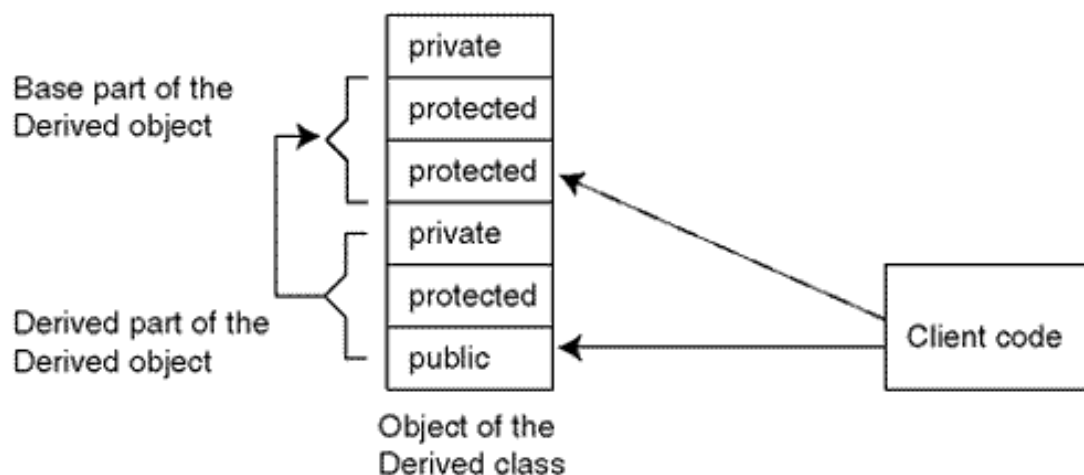 private
Base part of the
Derived object
protected
protected
private
protected
Derived part of the
Derived object
public
Client code
Object of the
Derived class